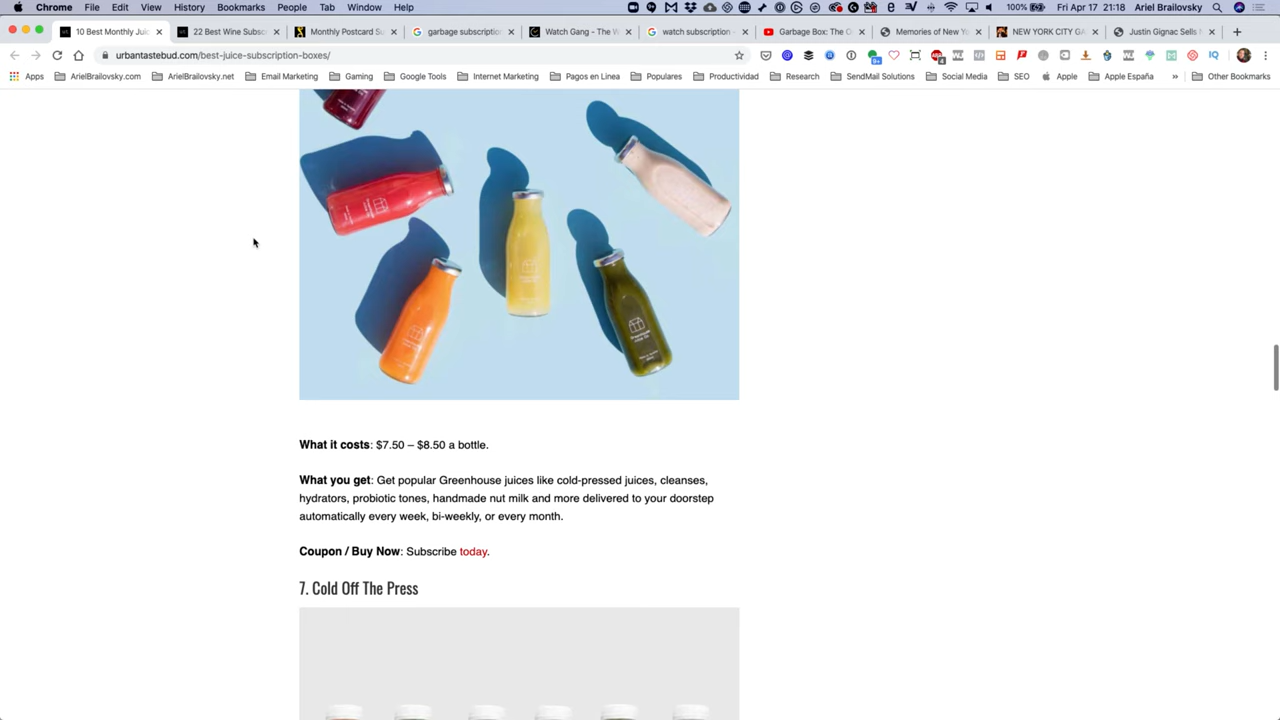 Chrome File Edit View History Bookmarks People Tab Window Help 100% Fri Apr 17 21:18 Ariel Brailovsky
10 Best Monthly Juic 22 Best Wine Subsc Monthly Postcard Su garbage subscription Watch Gang - The W watch subscription - Garbage Box: The O Memories of New Yo NEW YORK CITY GA Justin Gignac Sells N
urbantastebud.com/best-juice-subscription-boxes/
Apps ArielBrailovsky.com ArielBrailovsky.net Email Marketing Gaming Google Tools Internet Marketing Pagos en Linea Populares Productividad Research SendMail Solutions Social Media SEO Apple Apple España » Other Bookmarks
What it costs: $7.50 – $8.50 a bottle.
What you get: Get popular Greenhouse juices like cold-pressed juices, cleanses,
hydrators, probiotic tones, handmade nut milk and more delivered to your doorstep
automatically every week, bi-weekly, or every month.
Coupon / Buy Now: Subscribe today.
7. Cold Off The Press